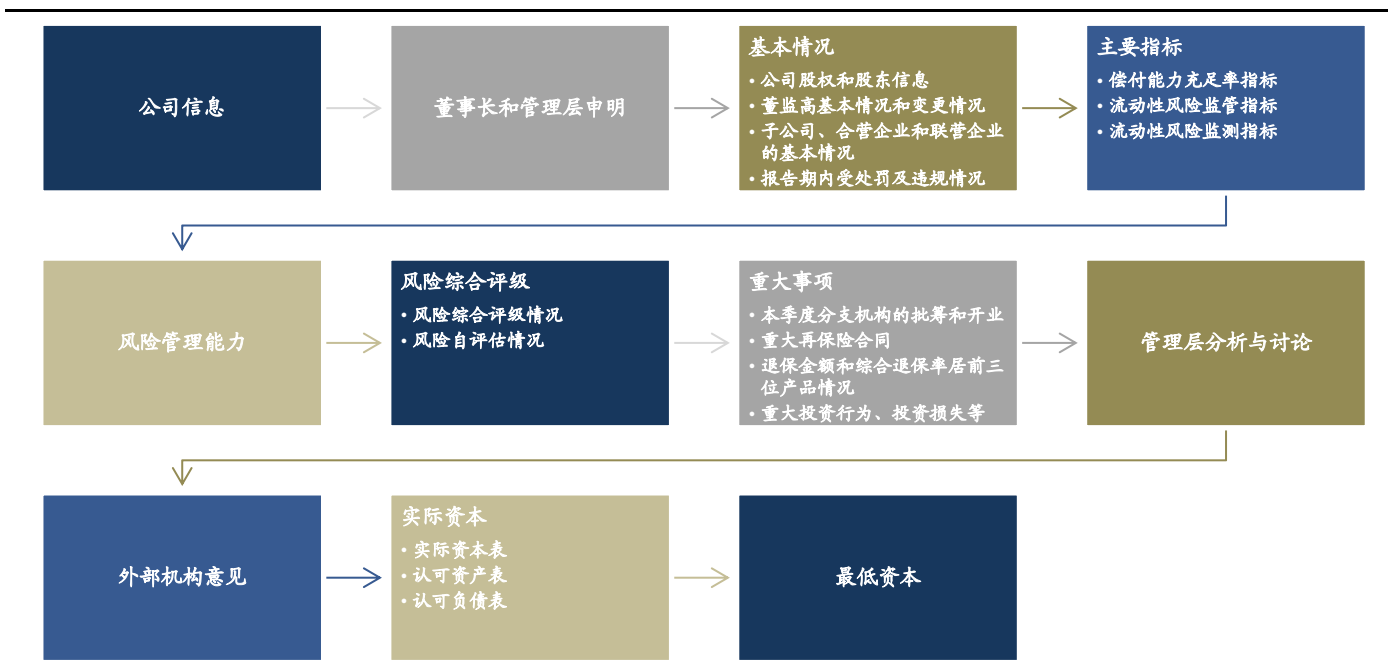 公司信息
董事长和管理层申明
基本情况
• 公司股权和股东信息
• 董监高基本情况和变更情况
• 子公司、合营企业和联营企业
的基本情况
• 报告期内受处罚及违规情况
主要指标
• 偿付能力充足率指标
• 流动性风险监管指标
• 流动性风险监测指标
风险管理能力
风险综合评级
• 风险综合评级情况
• 风险自评估情况
重大事项
• 本季度分支机构的批筹和开业
• 重大再保险合同
• 退保金额和综合退保率居前三
位产品情况
• 重大投资行为、投资损失等
管理层分析与讨论
外部机构意见
实际资本
• 实际资本表
• 认可资产表
• 认可负债表
最低资本